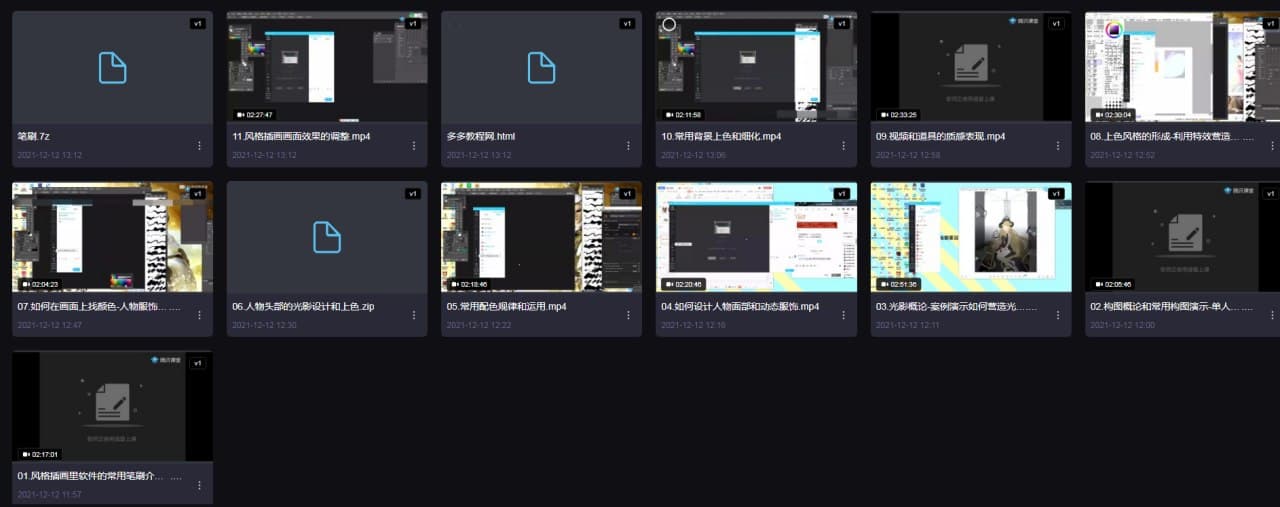 v1
笔刷.7z
2021-12-12 13:12
v1
02:27:47
11.风格插画画面效果的调整.mp4
2021-12-12 13:12
v1
多多教程网.html
2021-12-12 13:12
v1
02:11:58
10.常用背景上色和细化.mp4
2021-12-12 13:06
腾讯课堂
v1
02:33:25
09.视频和道具的质感表现.mp4
2021-12-12 12:58
v1
02:30:04
08.上色风格的形成-利用特效营造... ....
2021-12-12 12:52
v1
02:04:23
07.如何在画面上找颜色-人物服饰... ....
2021-12-12 12:47
v1
06.人物头部的光影设计和上色.zip
2021-12-12 12:30
v1
02:18:46
05.常用配色规律和运用.mp4
2021-12-12 12:22
v1
02:20:46
04.如何设计人物面部和动态服饰.mp4
2021-12-12 12:16
v1
02:51:36
03.光影概论-案例演示如何营造光... ....
2021-12-12 12:11
腾讯课堂
v1
02:05:46
02.构图概论和常用构图演示-单人... ....
2021-12-12 12:00
腾讯课堂
v1
02:17:01
01.风格插画里软件的常用笔刷介... ....
2021-12-12 11:57